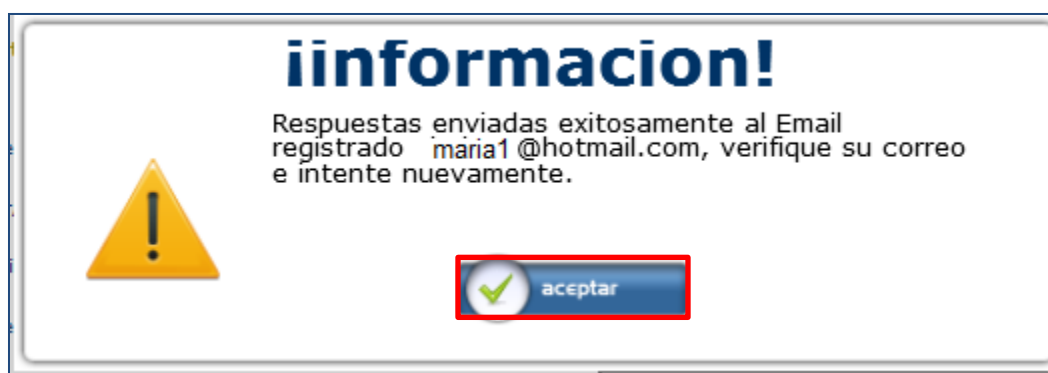 ¡informacion!
Respuestas enviadas exitosamente al Email
registrado maria1@hotmail.com, verifique su correo
e intente nuevamente.
aceptar